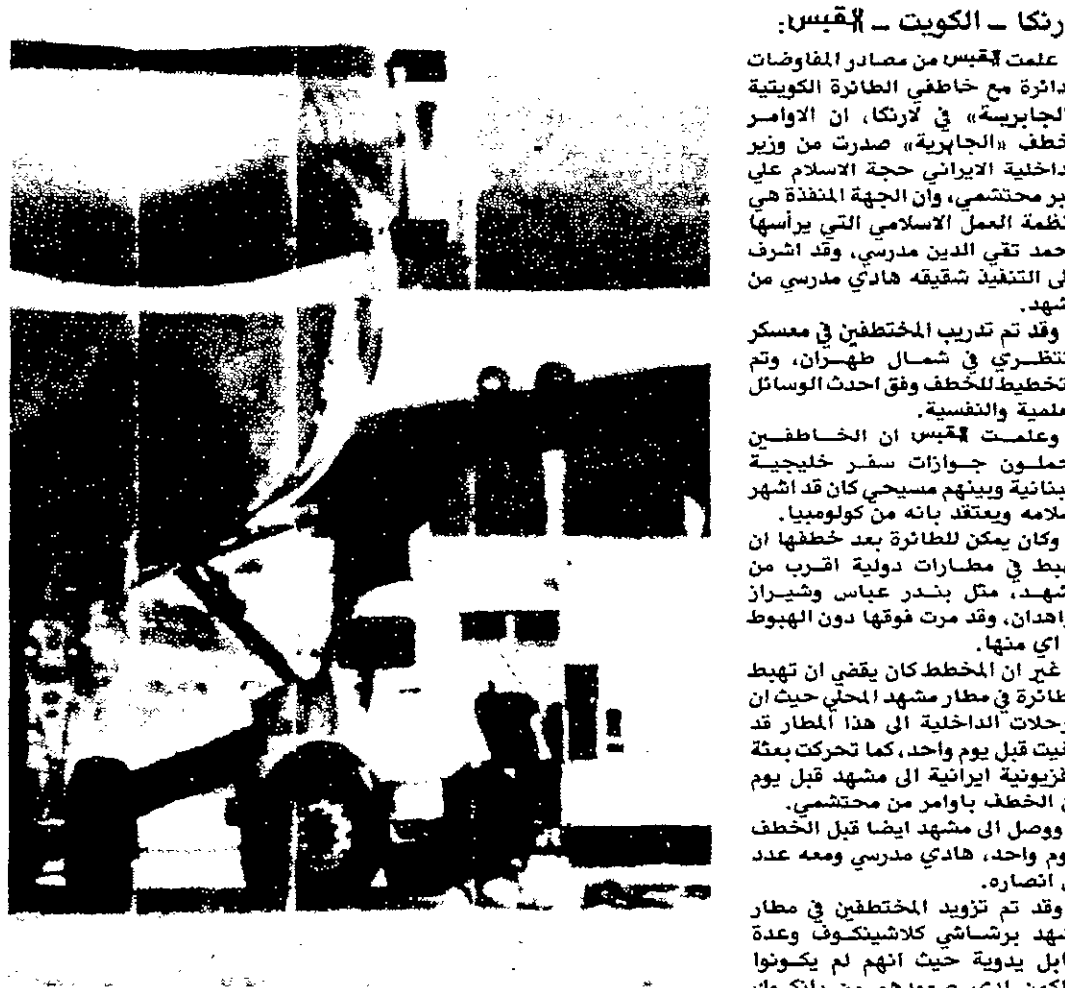 رنكا ــ الكويت ــ القبس:
علمت القبس من مصادر المفاوضات
دائرة مع خاطفي الطائرة الكويتية
الجابرية» في لارنكا، ان الاوامر
خطف «الجابرية» صدرت من وزير
داخلية الايراني حجة الاسلام علي
بر محتشمي، وان الجهة المنفذة هي
نظمة العمل الاسلامي التي يرأسها
حمد تقي الدين مدرسي، وقد اشرف
لى التنفيذ شقيقه هادي مدرسي من
شهد.
وقد تم تدريب المختطفين في معسكر
نتظري في شمال طهران، وتم
تخطيط للخطف وفق احدث الوسائل
علمية والنفسية.
وعلمت القبس ان الخاطفين
حملون جوازات سفر خليجية
بنانية وبينهم مسيحي كان قد اشهر
سلامه ويعتقد بانه من كولومبيا.
وكان يمكن للطائرة بعد خطفها ان
هبط في مطارات دولية اقرب من
شهد، مثل بندر عباس وشيراز
زاهدان، وقد مرت فوقها دون الهبوط
اي منها.
غير ان المخطط كان يقضي ان تهبط
طائرة في مطار مشهد المحلي حيث ان
رحلات الداخلية الى هذا المطار قد
غيت قبل يوم واحد، كما تحركت بعثة
فزيونية ايرانية الى مشهد قبل يوم
ن الخطف باوامر من محتشمي.
ووصل الى مشهد ايضا قبل الخطف
وم واحد، هادي مدرسي ومعه عدد
ن انصاره.
وقد تم تزويد المختطفين في مطار
شهد برشاشي كلاشينكوف وعدة
ابل يدوية حيث انهم لم يكونوا